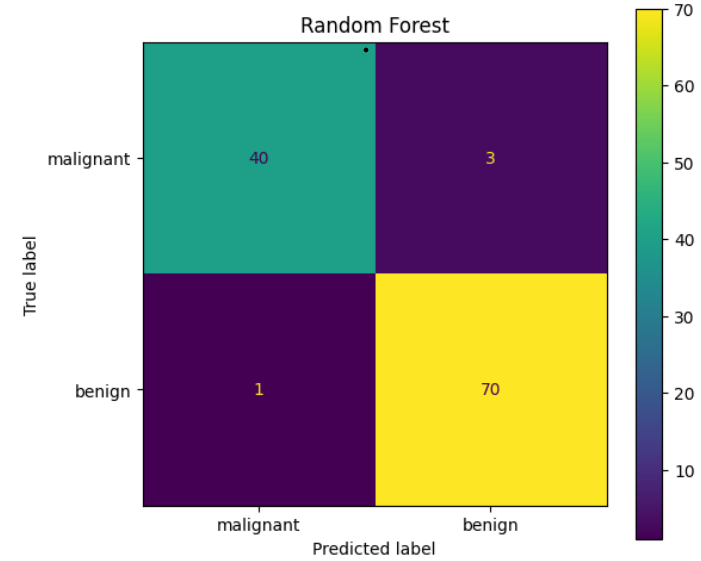 Random Forest
70
60
50
40
30
20
10
True label
malignant
40
3
benign
1
70
malignant
benign
Predicted label